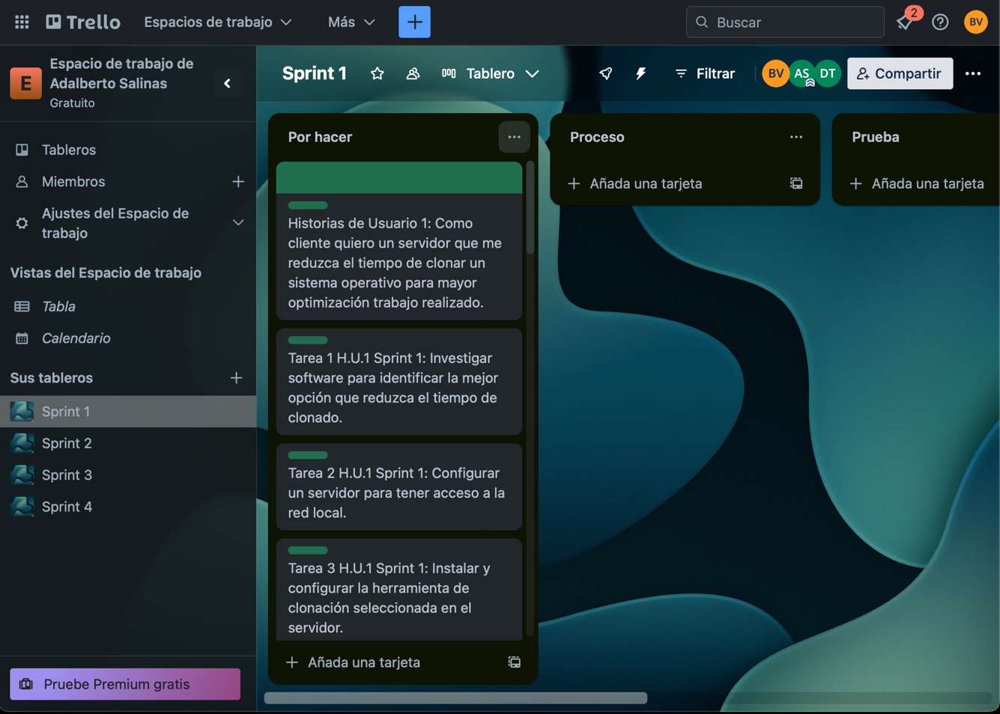 Trello
Espacios de trabajo
Más
Buscar
2
BV
E
Espacio de trabajo de
Adalberto Salinas
Gratuito
Sprint 1
Tablero
Filtrar
BV
AS
DT
Compartir
Tableros
Miembros
Ajustes del Espacio de
trabajo
Vistas del Espacio de trabajo
Tabla
Calendario
Sus tableros
Sprint 1
Sprint 2
Sprint 3
Sprint 4
Pruebe Premium gratis
Por hacer
Historias de Usuario 1: Como
cliente quiero un servidor que me
reduzca el tiempo de clonar un
sistema operativo para mayor
optimización trabajo realizado.
Tarea 1 H.U.1 Sprint 1: Investigar
software para identificar la mejor
opción que reduzca el tiempo de
clonado.
Tarea 2 H.U.1 Sprint 1: Configurar
un servidor para tener acceso a la
red local.
Tarea 3 H.U.1 Sprint 1: Instalar y
configurar la herramienta de
clonación seleccionada en el
servidor.
Añada una tarjeta
Proceso
Añada una tarjeta
Prueba
Añada una tarjeta